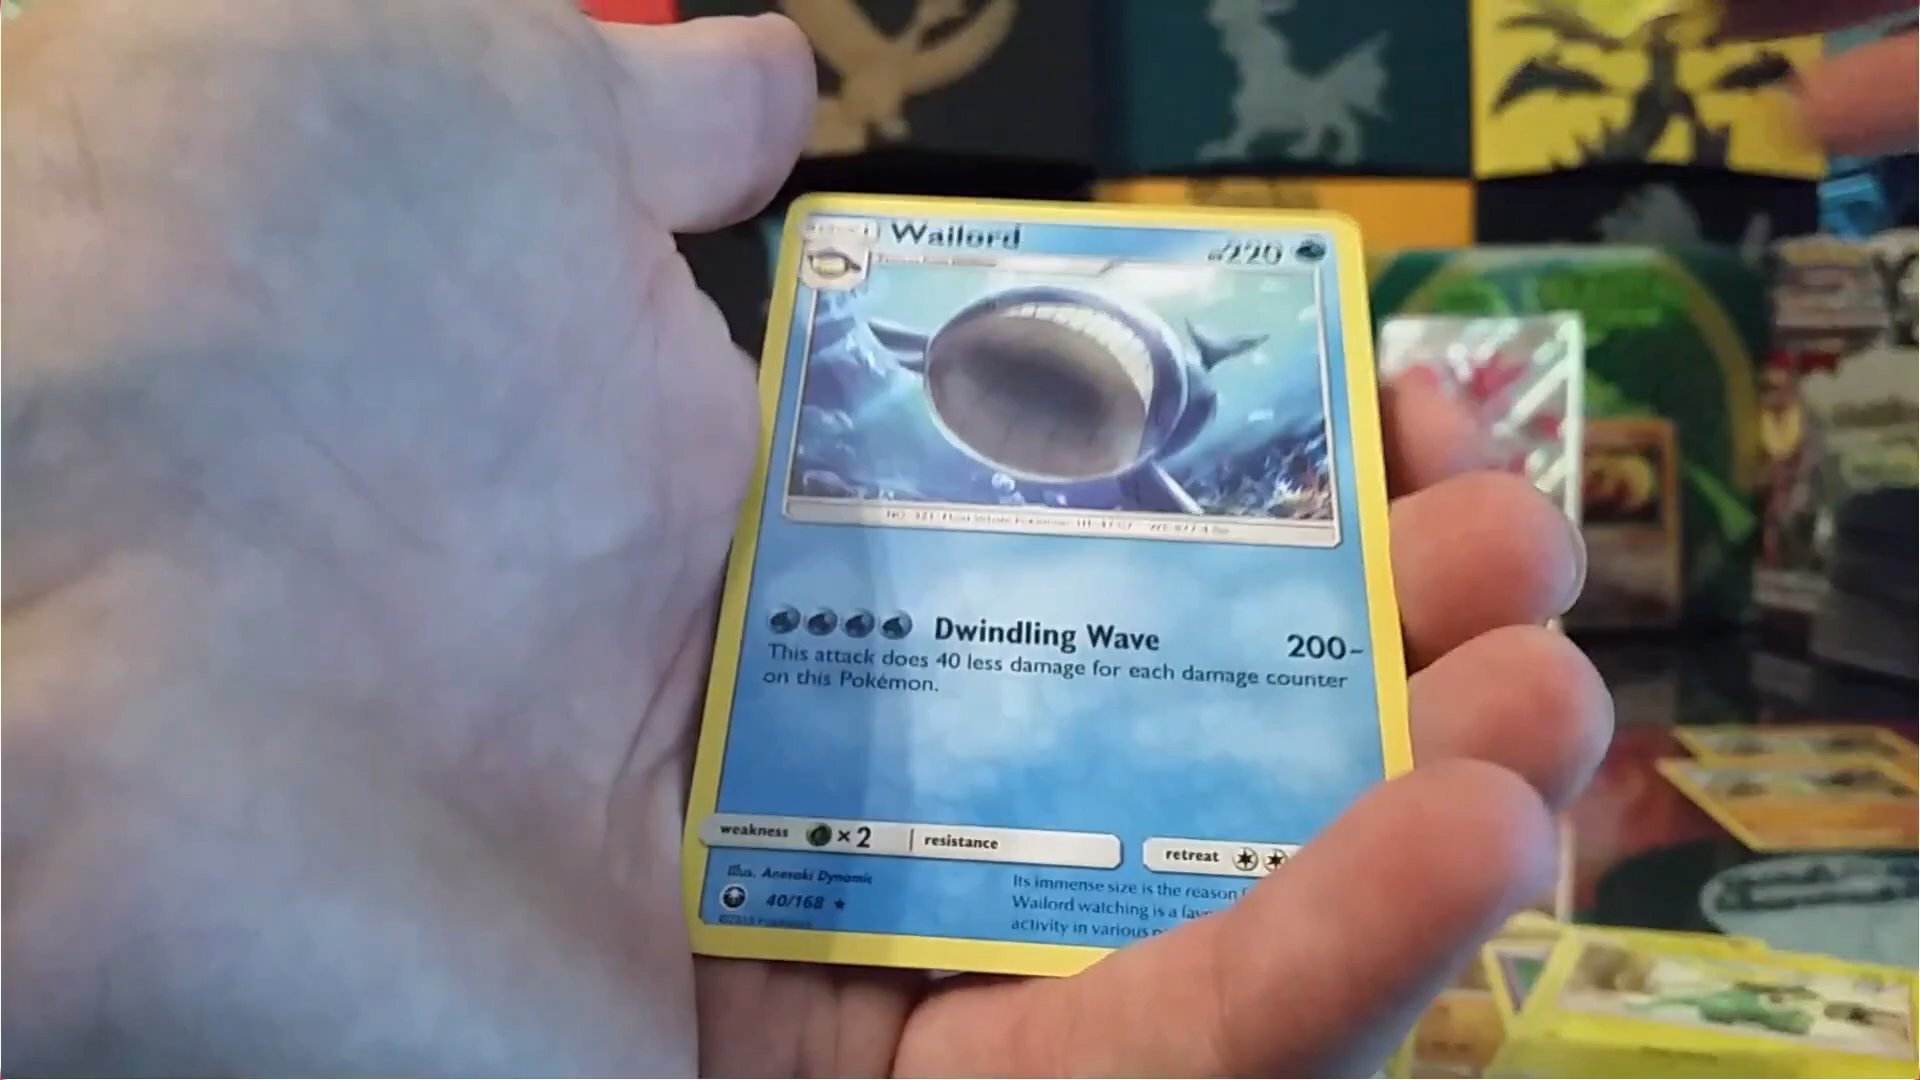 Wailord
220
Dwindling Wave 200-
This attack does 40 less damage for each damage counter
on this Pokémon.
weakness ×2 resistance
retreat
Illus. Anesaki Dynamic
40/168
Its immense size is the reason
Wailord watching is a
activity in various